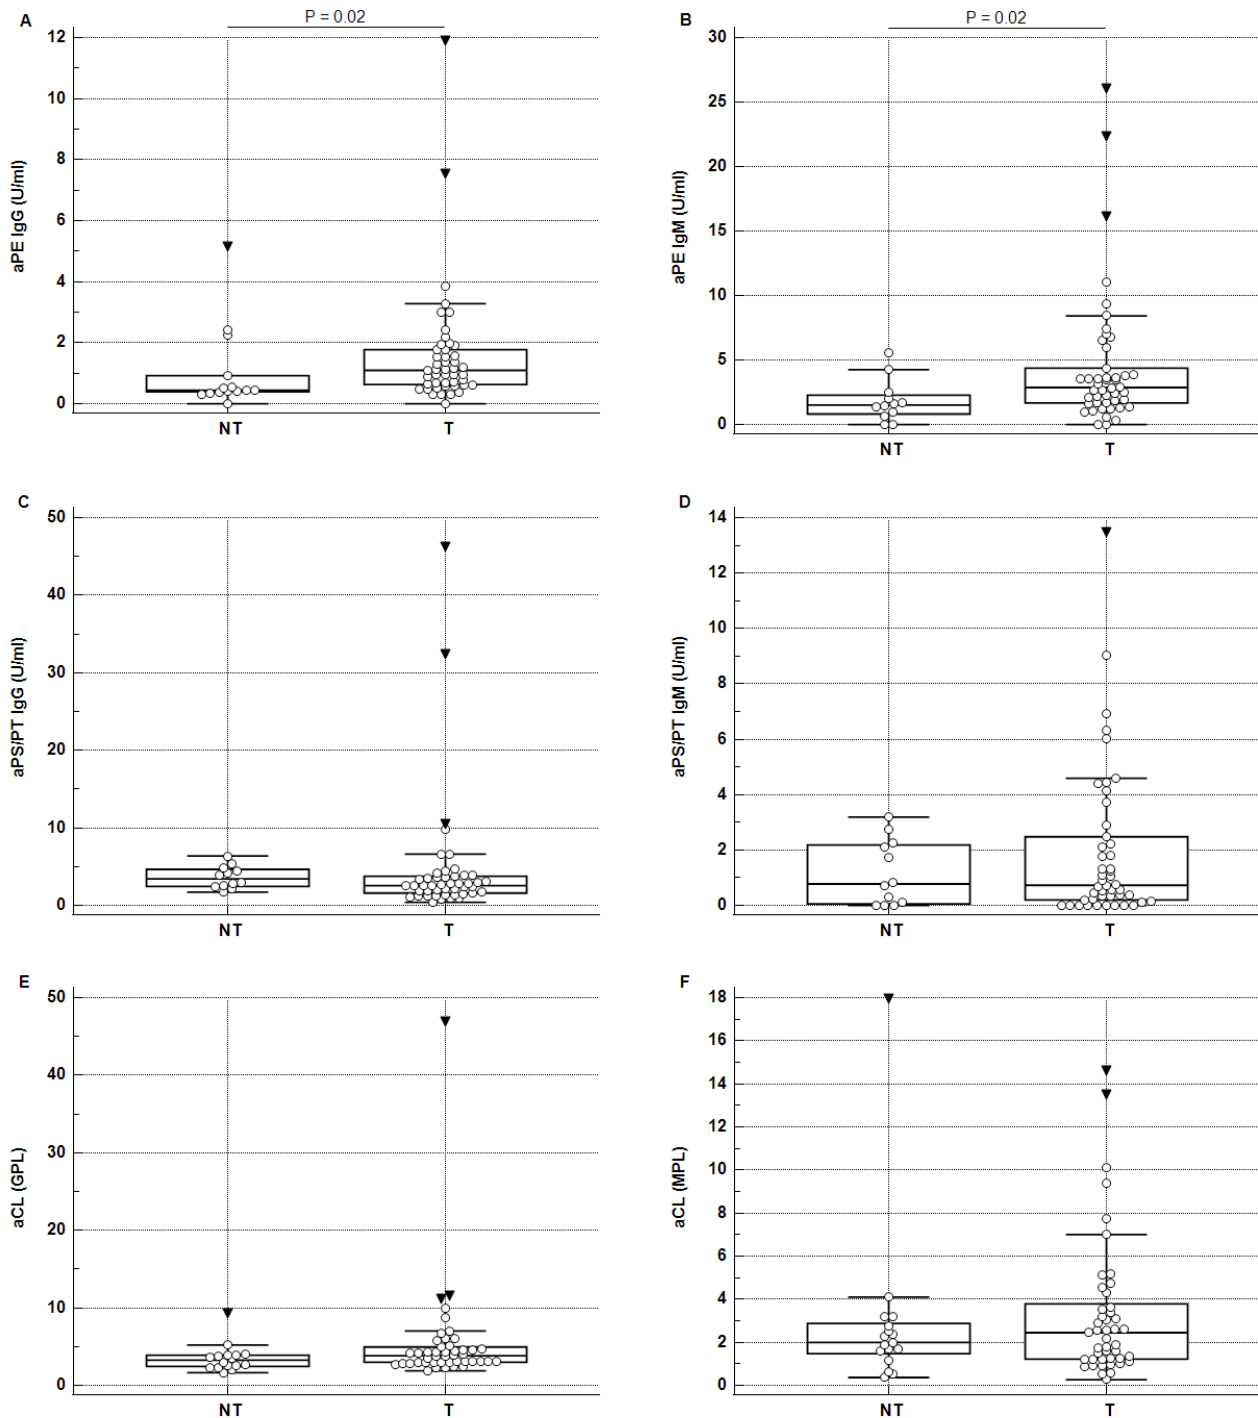 A
P = 0.02
12
10
8
6
4
2
0
aPE IgG (U/ml)
NT
T
B
P = 0.02
30
25
20
15
10
5
0
aPE IgM (U/ml)
NT
T
C
50
40
30
20
10
0
aPS/PT IgG (U/ml)
NT
T
D
14
12
10
8
6
4
2
0
aPS/PT IgM (U/ml)
NT
T
E
50
40
30
20
10
0
aCL (GPL)
NT
T
F
18
16
14
12
10
8
6
4
2
0
aCL (MPL)
NT
T